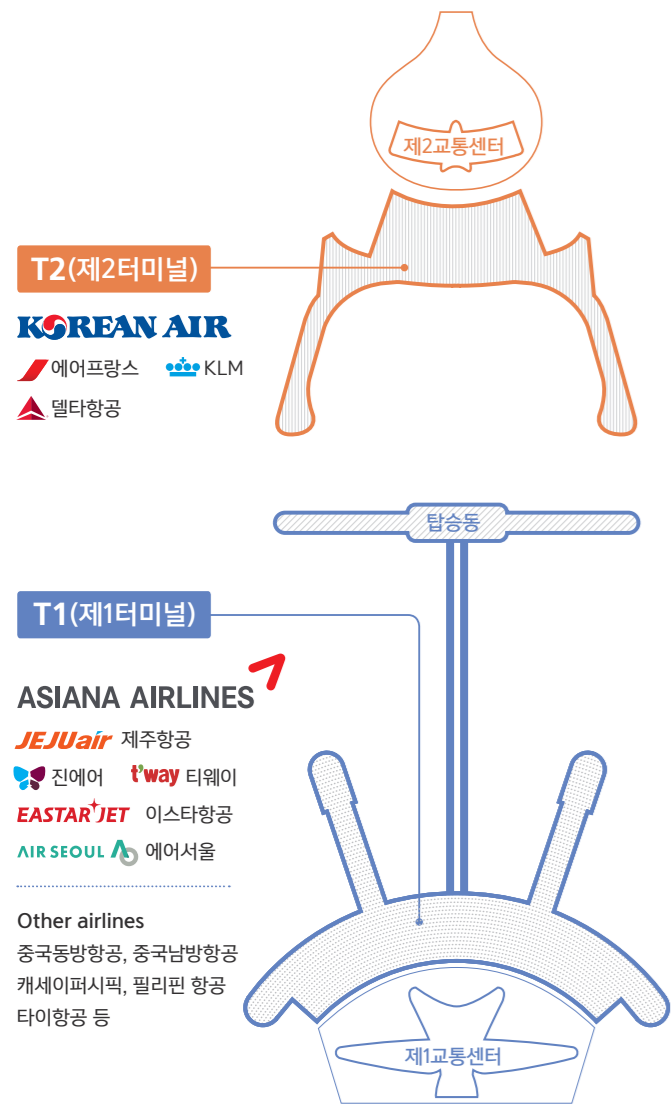 제2교통센터
T2(제2터미널)
KOREAN AIR
에어프랑스 KLM
델타항공
탑승동
T1(제1터미널)
ASIANA AIRLINES
JEJUair 제주항공
진에어 t'way 티웨이
EASTAR JET 이스타항공
AIR SEOUL 에어서울
Other airlines
중국동방항공, 중국남방항공
캐세이퍼시픽, 필리핀 항공
타이항공 등
제1교통센터